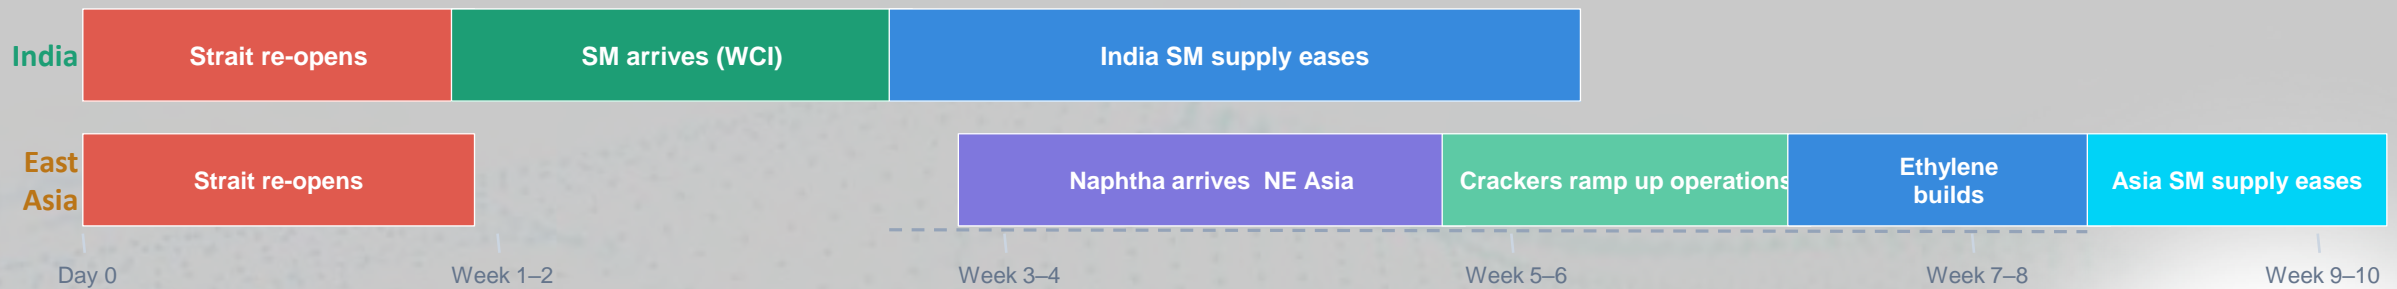 India
Strait re-opens
SM arrives (WCI)
India SM supply eases
East
Asia
Strait re-opens
Naphtha arrives  NE Asia
Crackers ramp up operations
Ethylene
builds
Asia SM supply eases
Day 0
Week 1–2
Week 3–4
Week 5–6
Week 7–8
Week 9–10